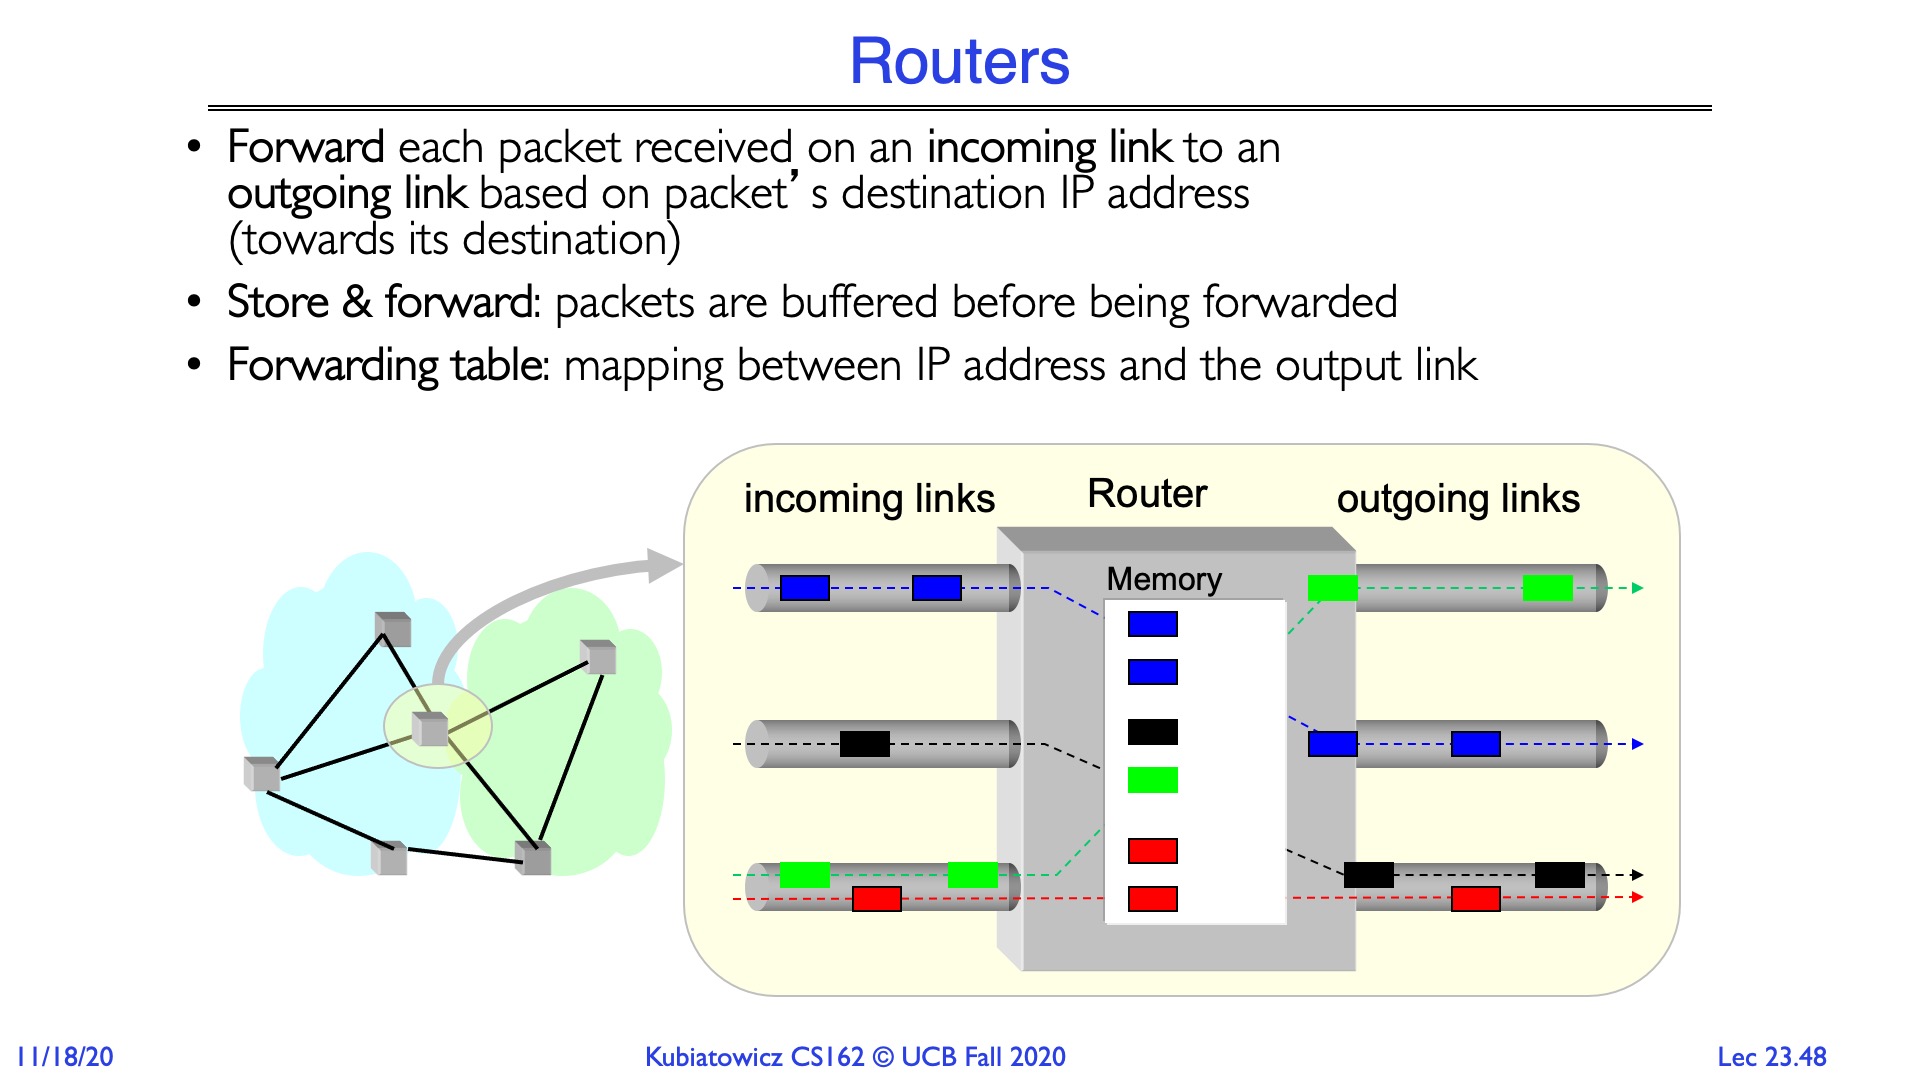 Routers
• Forward each packet received on an incoming link to an
outgoing link based on packet’s destination IP address
(towards its destination)
• Store & forward: packets are buffered before being forwarded
• Forwarding table: mapping between IP address and the output link
incoming links
Router
outgoing links
Memory
11/18/20
Kubiatowicz CS162 © UCB Fall 2020
Lec 23.48